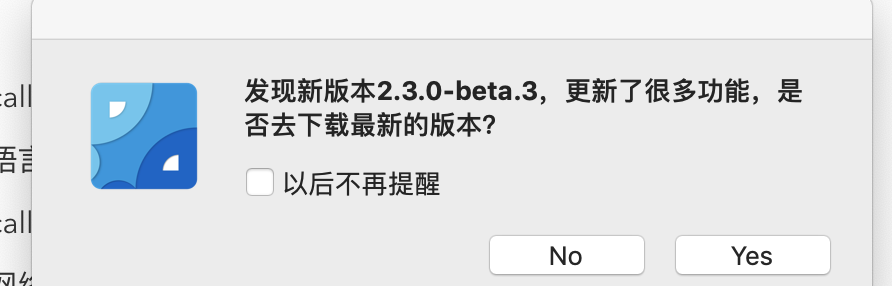 发现新版本2.3.0-beta.3，更新了很多功能，是
否去下载最新的版本？
call
以后不再提醒
语言
call
No
Yes